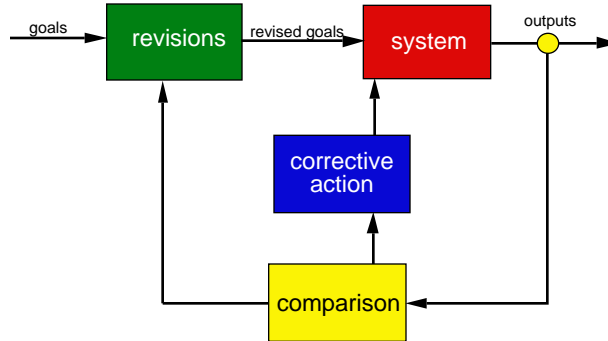 goals
revisions
revised goals
system
outputs
corrective
action
comparison